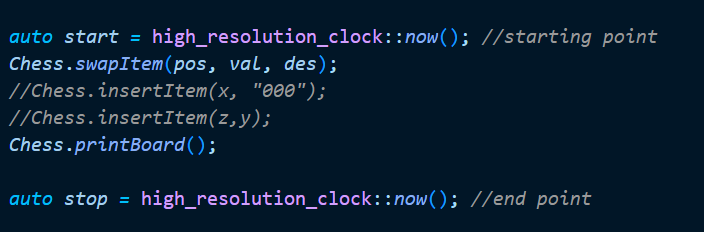 auto start = high_resolution_clock::now(); //starting point
Chess.swapItem(pos, val, des);
//Chess.insertItem(x, "000");
//Chess.insertItem(z,y);
Chess.printBoard();
auto stop = high_resolution_clock::now(); //end point